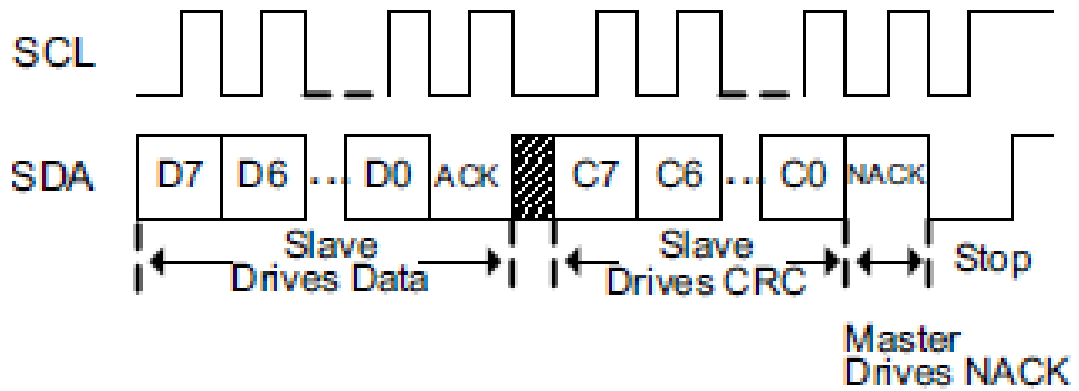 SCL
SDA D7 D6 ... D0 ACK C7 C6 ... C0 NACK
Slave
Drives Data
Slave
Drives CRC
Stop
Master
Drives NACK